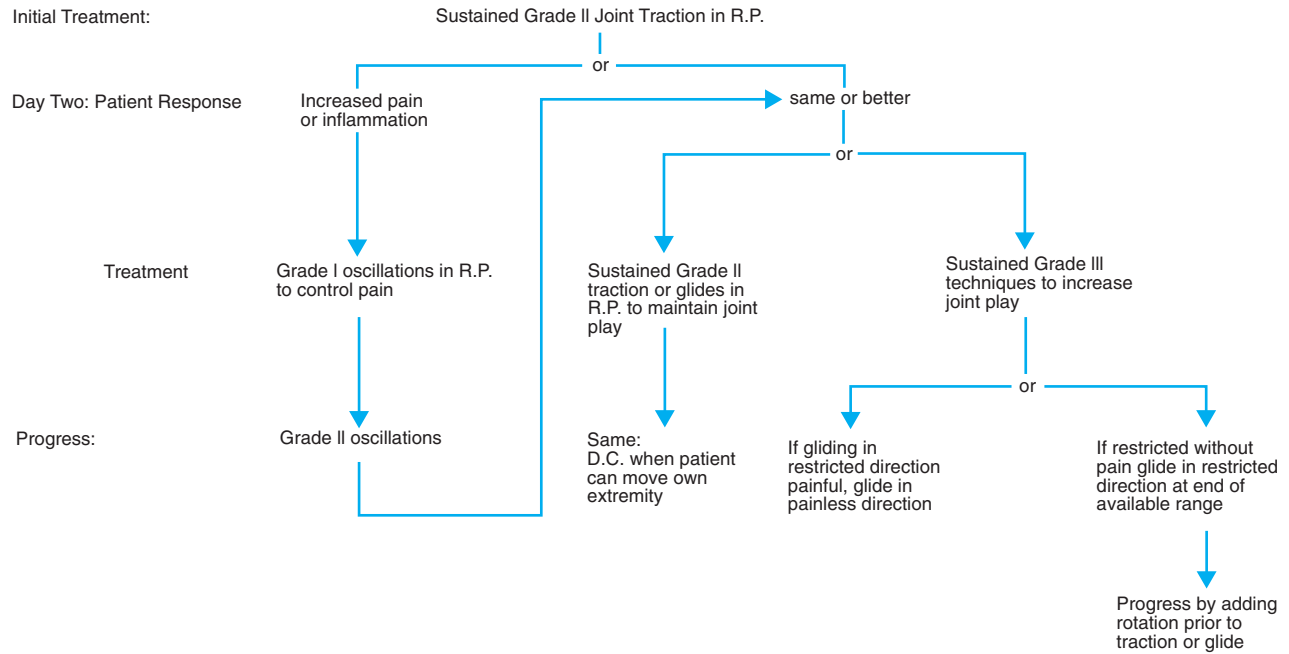 Initial Treatment:
Sustained Grade II Joint Traction in R.P.
or
Day Two: Patient Response
Increased pain
or inflammation
same or better
or
Treatment
Grade I oscillations in R.P.
to control pain
Sustained Grade II
traction or glides in
R.P. to maintain joint
play
Sustained Grade III
techniques to increase
joint play
or
Progress:
Grade II oscillations
Same:
D.C. when patient
can move own
extremity
If gliding in
restricted direction
painful, glide in
painless direction
If restricted without
pain glide in restricted
direction at end of
available range
Progress by adding
rotation prior to
traction or glide